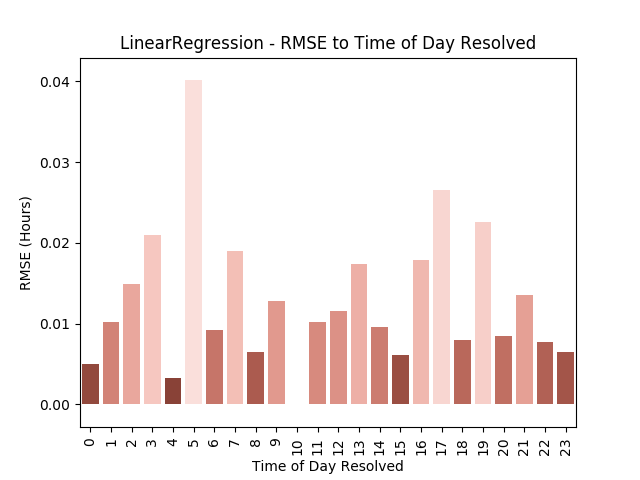 LinearRegression - RMSE to Time of Day Resolved
0.04
0.03
0.02
0.01
0.00
RMSE (Hours)
0 1 2 3 4 5 6 7 8 9 10 11 12 13 14 15 16 17 18 19 20 21 22 23
Time of Day Resolved